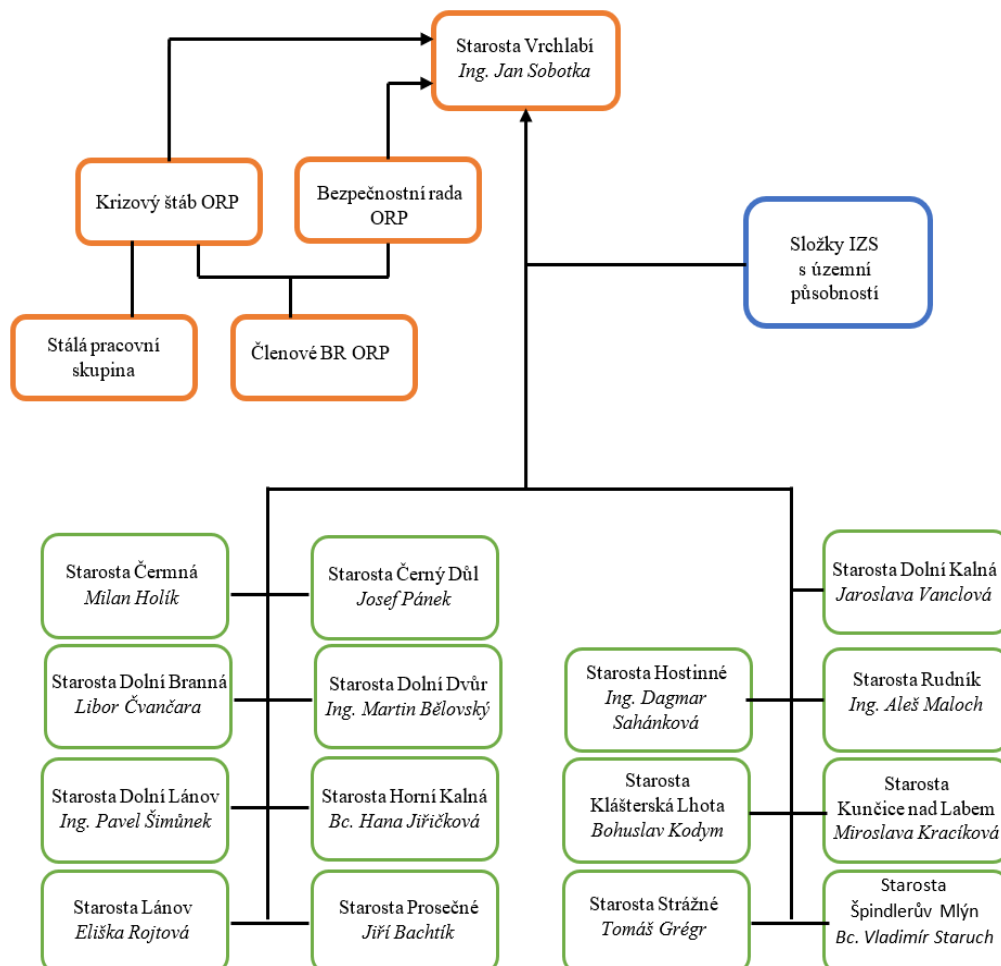 Starosta Vrchlabí
Ing. Jan Sobotka
Krizový štáb ORP
Bezpečnostní rada
ORP
Složky IZS
s územní
působností
Stálá pracovní
skupina
Členové BR ORP
Starosta Čermná
Milan Holík
Starosta Černý Důl
Josef Pánek
Starosta Dolní Kalná
Jaroslava Vanclová
Starosta Dolní Branná
Libor Čvančara
Starosta Dolní Dvůr
Ing. Martin Bělovský
Starosta Hostinné
Ing. Dagmar
Sahánková
Starosta Rudník
Ing. Aleš Maloch
Starosta Dolní Lánov
Ing. Pavel Šimůnek
Starosta Horní Kalná
Bc. Hana Jiřičková
Starosta
Klášterská Lhota
Bohuslav Kodym
Starosta
Kunčice nad Labem
Miroslava Kracíková
Starosta Lánov
Eliška Rojtová
Starosta Prosečné
Jiří Bachtík
Starosta Strážné
Tomáš Grégr
Starosta
Špindlerův Mlýn
Bc. Vladimír Staruch